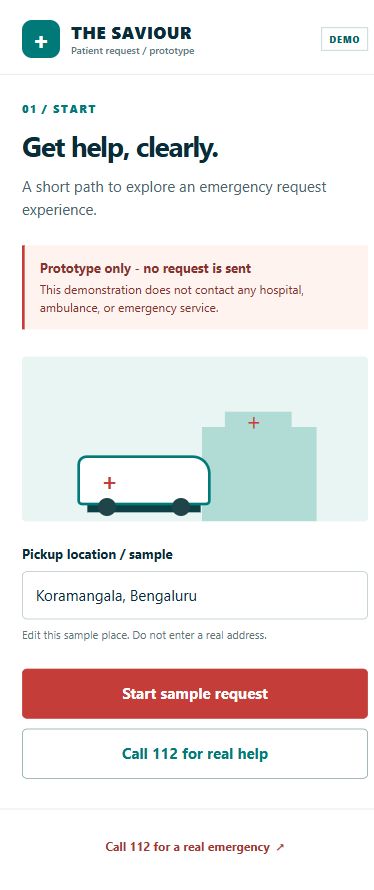 THE SAVIOUR
Patient request / prototype
DEMO
01 / START
Get help, clearly.
A short path to explore an emergency request
experience.
Prototype only - no request is sent
This demonstration does not contact any hospital,
ambulance, or emergency service.
Pickup location / sample
Koramangala, Bengaluru
Edit this sample place. Do not enter a real address.
Start sample request
Call 112 for real help
Call 112 for a real emergency ↗